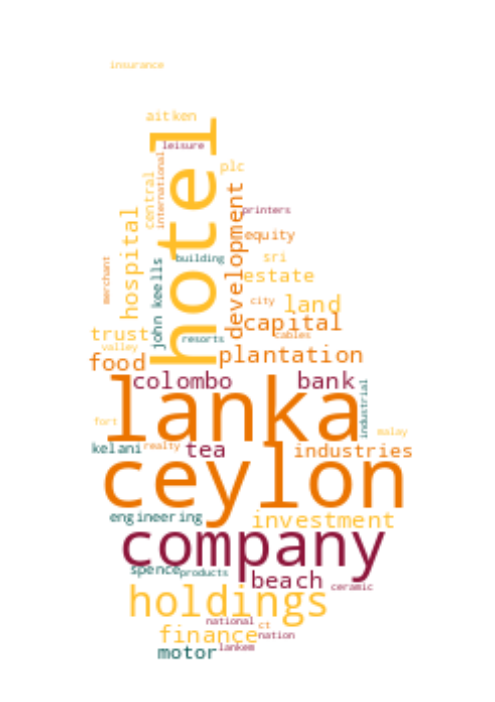 insurance
aitken
hotel
leisure
international
central
plc
hospital
development
printers
equity
merchant
john keells
building
sri
estate
city
land
trust
valley
resorts
capital
cables
food
plantation
colombo
bank
lanka
industrial
fort
malay
kelani
realty
tea
industries
ceylon
engineering
investment
company
spence
products
beach
ceramic
holdings
national
ct
finance
nation
motor
lankem